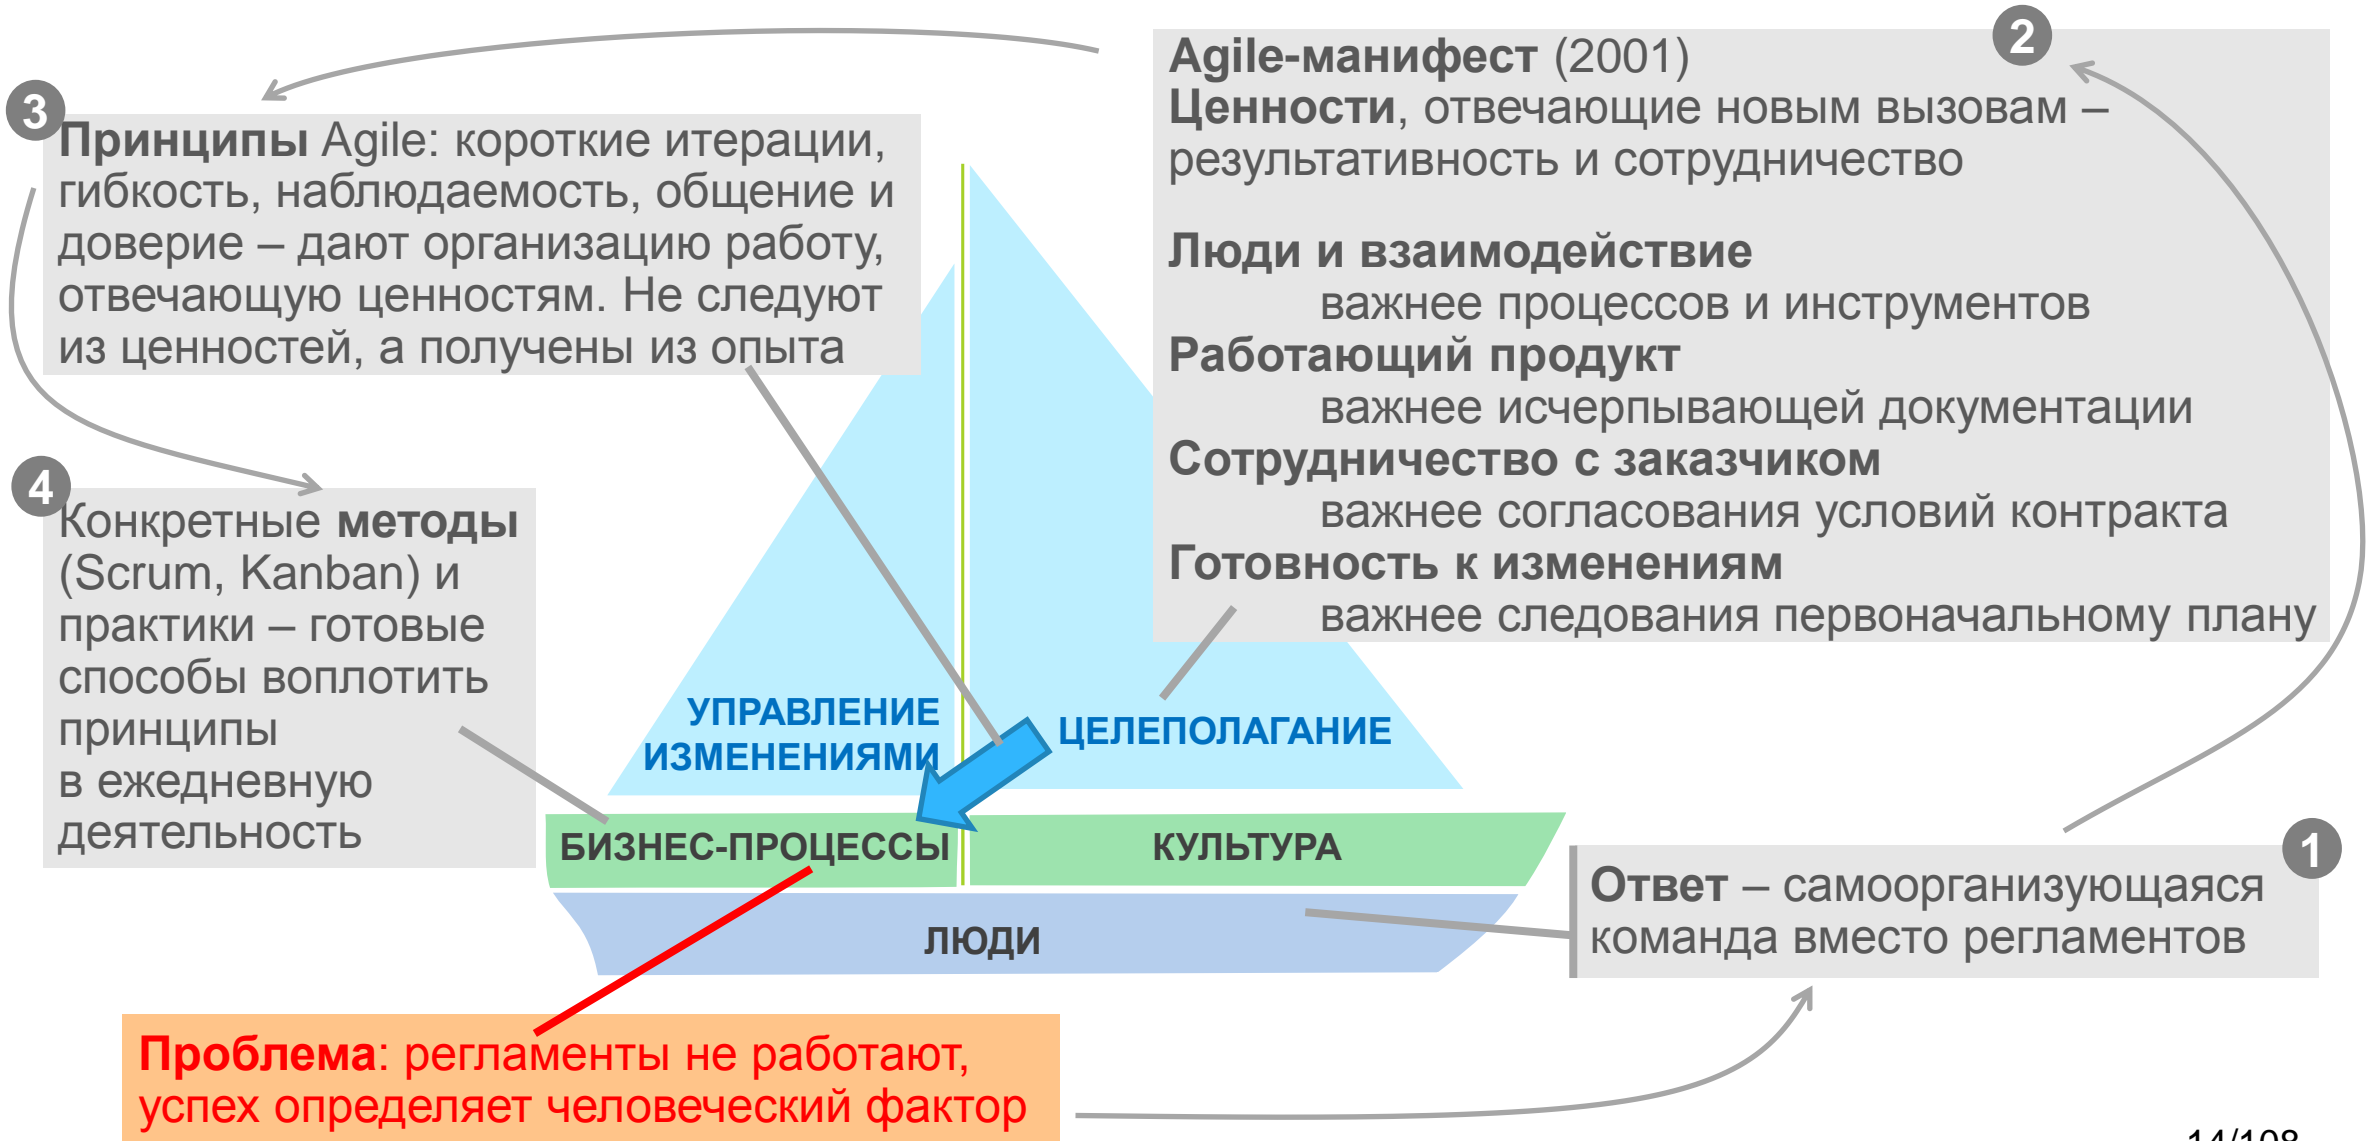 2
Agile-манифест (2001)
Ценности, отвечающие новым вызовам –
результативность и сотрудничество
Люди и взаимодействие
важнее процессов и инструментов
Работающий продукт
важнее исчерпывающей документации
Сотрудничество с заказчиком
важнее согласования условий контракта
Готовность к изменениям
важнее следования первоначальному плану
3
Принципы Agile: короткие итерации,
гибкость, наблюдаемость, общение и
доверие – дают организацию работу,
отвечающую ценностям. Не следуют
из ценностей, а получены из опыта
4
Конкретные методы
(Scrum, Kanban) и
практики – готовые
способы воплотить
принципы
в ежедневную
деятельность
УПРАВЛЕНИЕ
ИЗМЕНЕНИЯМИ
ЦЕЛЕПОЛАГАНИЕ
БИЗНЕС-ПРОЦЕССЫ
КУЛЬТУРА
ЛЮДИ
1
Ответ – самоорганизующаяся
команда вместо регламентов
Проблема: регламенты не работают,
успех определяет человеческий фактор
14/108